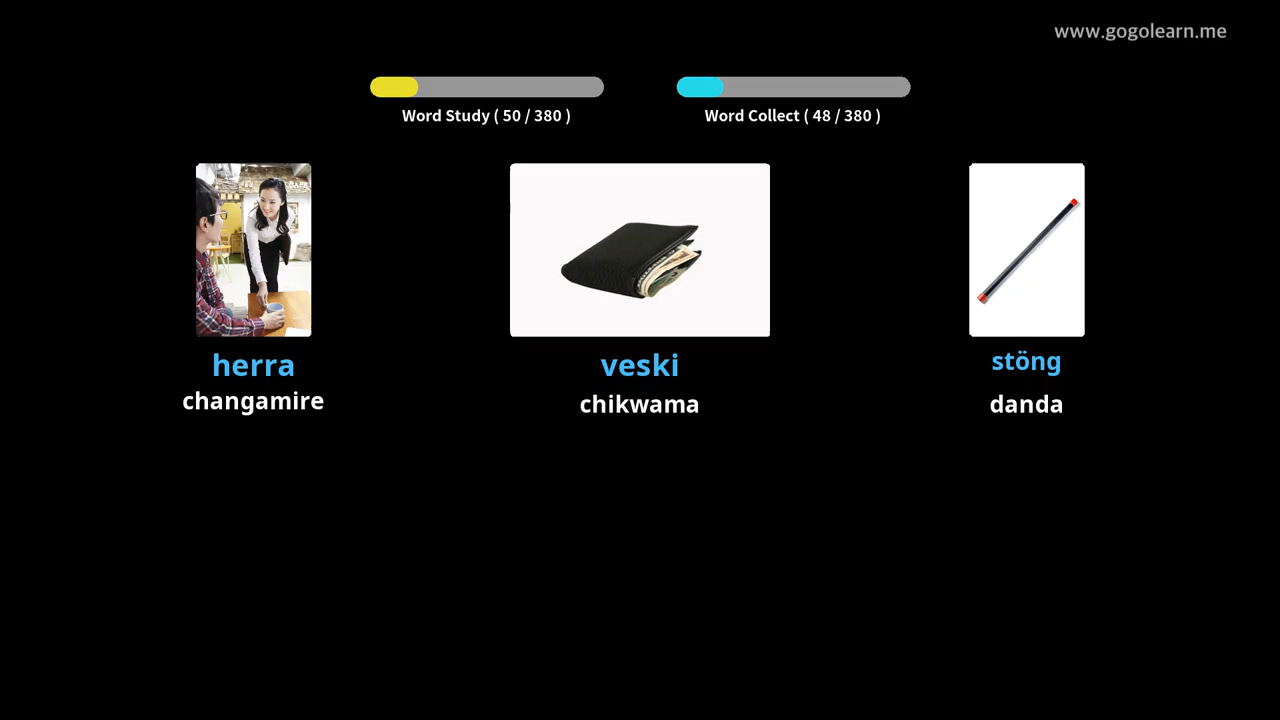 www.gogolearn.me
Word Study ( 50 / 380 )
Word Collect ( 48 / 380 )
herra
veski
stöng
changamire
chikwama
danda